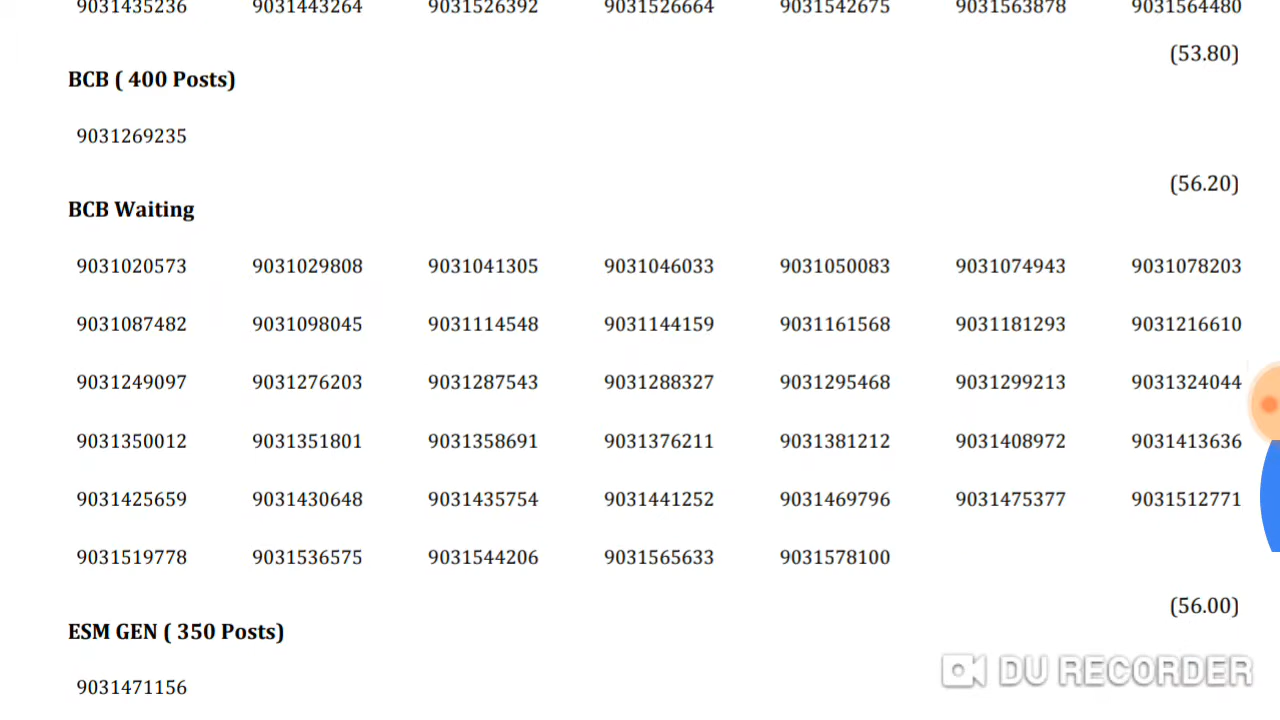 9031435236 9031443264 9031526392 9031526664 9031542675 9031563878 9031564480
(53.80)
BCB ( 400 Posts)
9031269235
(56.20)
BCB Waiting
9031020573 9031029808 9031041305 9031046033 9031050083 9031074943 9031078203
9031087482 9031098045 9031114548 9031144159 9031161568 9031181293 9031216610
9031249097 9031276203 9031287543 9031288327 9031295468 9031299213 9031324044
9031350012 9031351801 9031358691 9031376211 9031381212 9031408972 9031413636
9031425659 9031430648 9031435754 9031441252 9031469796 9031475377 9031512771
9031519778 9031536575 9031544206 9031565633 9031578100
(56.00)
ESM GEN ( 350 Posts)
9031471156
DU RECORDER